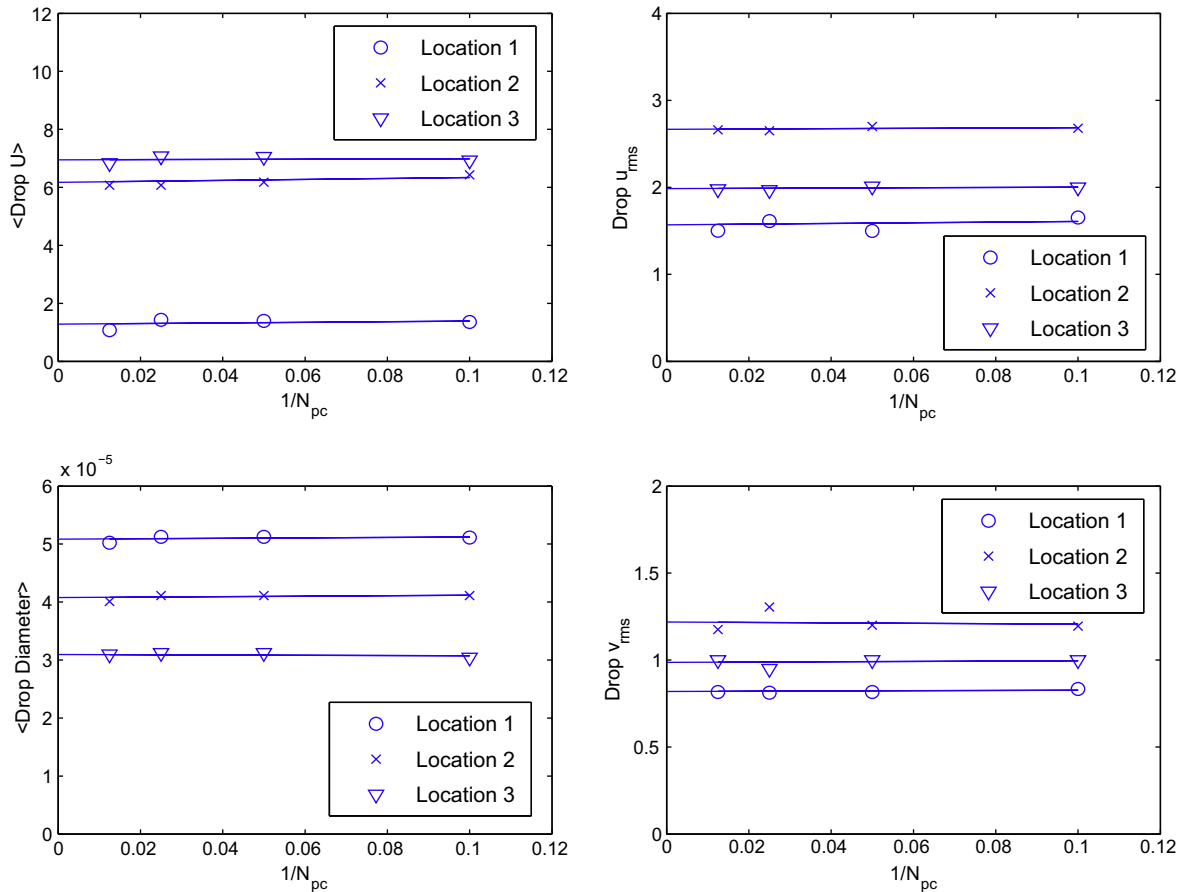 12
10
8
6
4
2
0
<Drop U>
Location 1
Location 2
Location 3
0 0.02 0.04 0.06 0.08 0.1 0.12
1/N_pc
4
3
2
1
0
Drop u_rms
Location 1
Location 2
Location 3
0 0.02 0.04 0.06 0.08 0.1 0.12
1/N_pc
x 10^−5
6
5
4
3
2
1
0
<Drop Diameter>
Location 1
Location 2
Location 3
0 0.02 0.04 0.06 0.08 0.1 0.12
1/N_pc
2
1.5
1
0.5
0
Drop v_rms
Location 1
Location 2
Location 3
0 0.02 0.04 0.06 0.08 0.1 0.12
1/N_pc